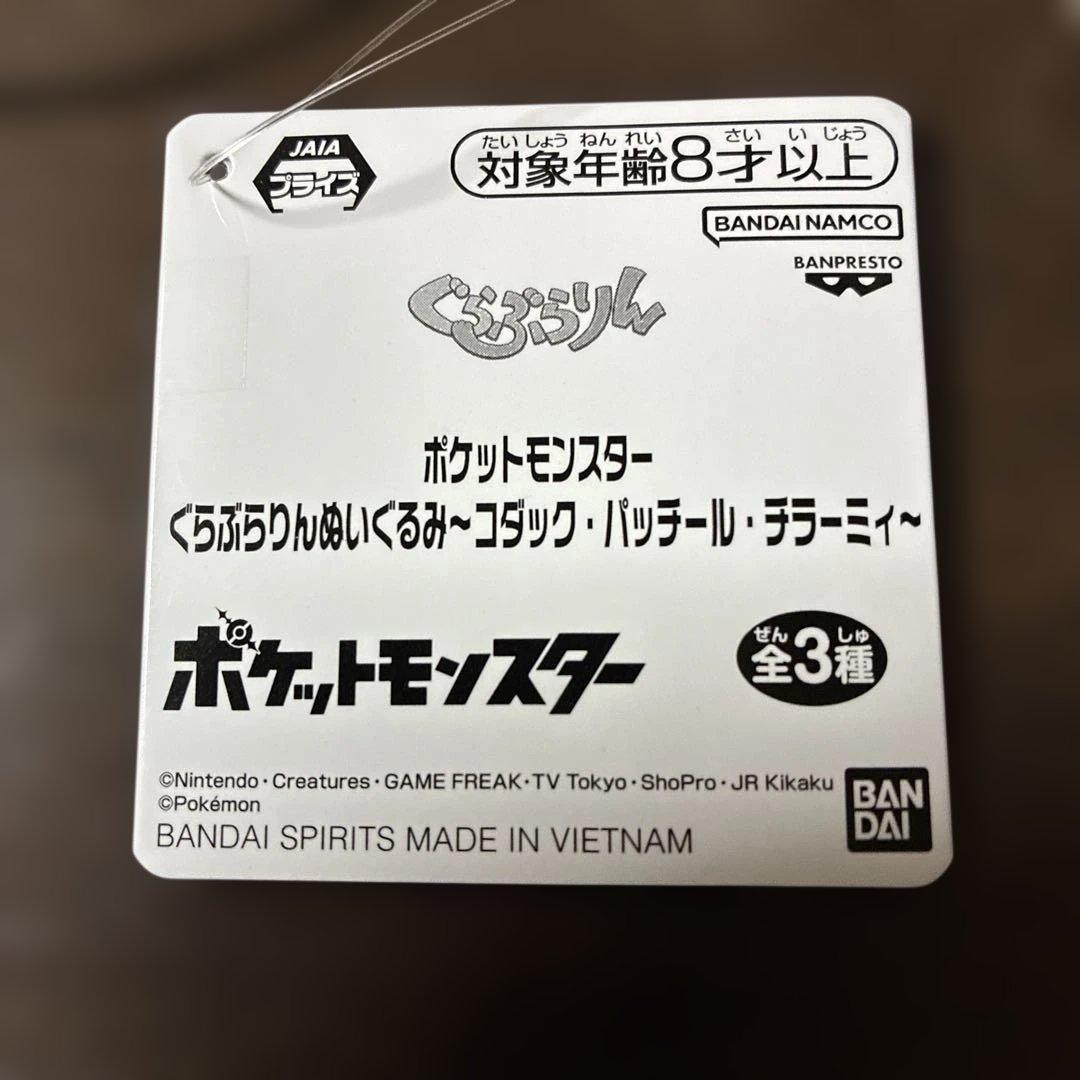 JAIA
プライズ
たいしょうねんれい さいいじょう
対象年齢8才以上
BANDAI NAMCO
BANPRESTO
ぐらぶらりん
ポケットモンスター
ぐらぶらりんぬいぐるみ~コダック・パッチール・チラーミィ~
ポケットモンスター
ぜん しゅ
全3種
©Nintendo・Creatures・GAME FREAK・TV Tokyo・ShoPro・JR Kikaku
©Pokémon
BANDAI SPIRITS MADE IN VIETNAM
BAN
DAI